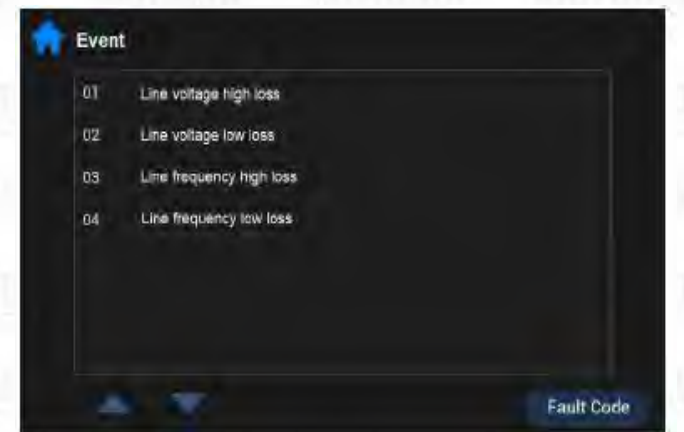 Event
01 Line voltage high loss
02 Line voltage low loss
03 Line frequency high loss
04 Line frequency low loss
Fault Code